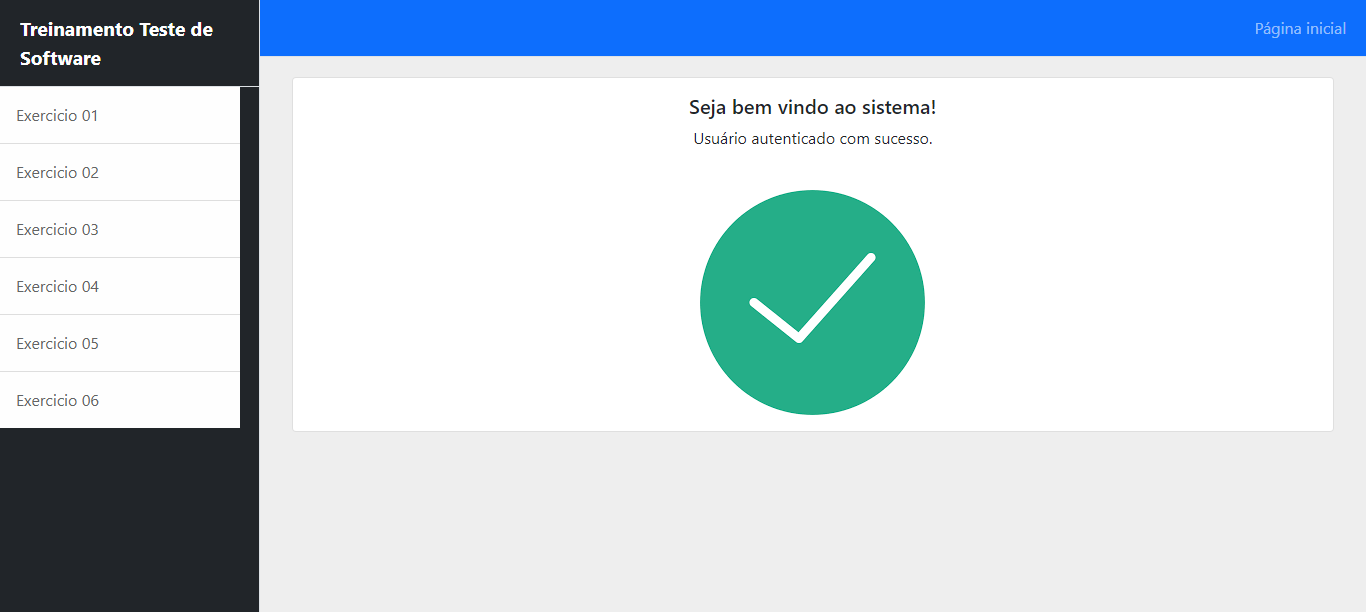 Treinamento Teste de
Software
Página inicial
Exercicio 01
Exercicio 02
Exercicio 03
Exercicio 04
Exercicio 05
Exercicio 06
Seja bem vindo ao sistema!
Usuário autenticado com sucesso.